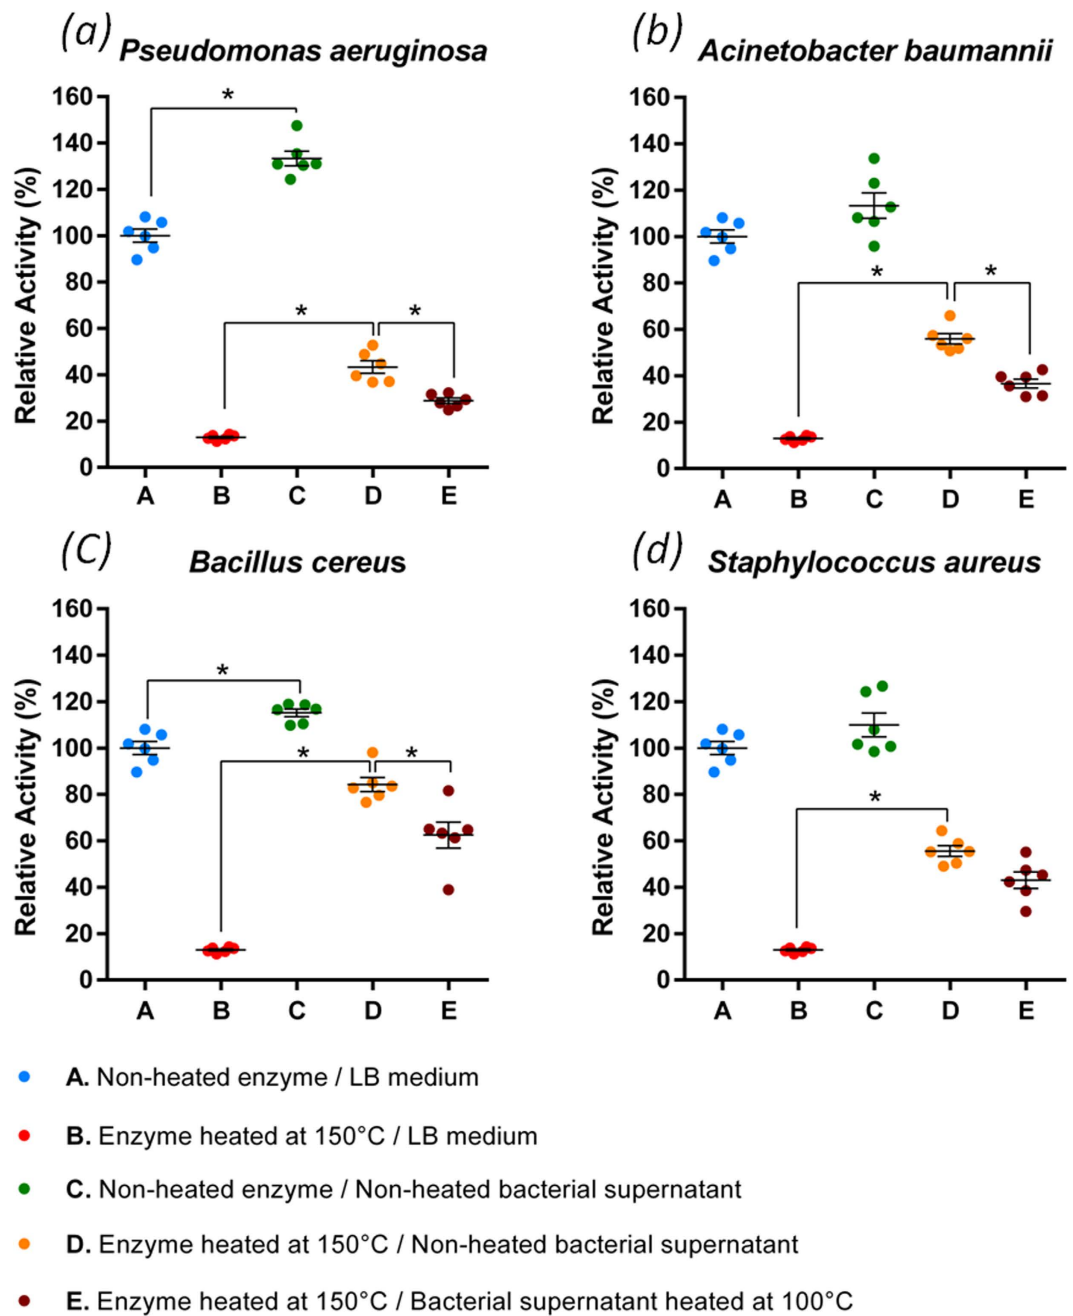 (a) Pseudomonas aeruginosa
Relative Activity (%)
160
140
120
100
80
60
40
20
0
*
*
*
A B C D E
(b) Acinetobacter baumannii
Relative Activity (%)
160
140
120
100
80
60
40
20
0
*
*
A B C D E
(C) Bacillus cereus
Relative Activity (%)
160
140
120
100
80
60
40
20
0
*
*
*
A B C D E
(d) Staphylococcus aureus
Relative Activity (%)
160
140
120
100
80
60
40
20
0
*
A B C D E
A. Non-heated enzyme / LB medium
B. Enzyme heated at 150°C / LB medium
C. Non-heated enzyme / Non-heated bacterial supernatant
D. Enzyme heated at 150°C / Non-heated bacterial supernatant
E. Enzyme heated at 150°C / Bacterial supernatant heated at 100°C